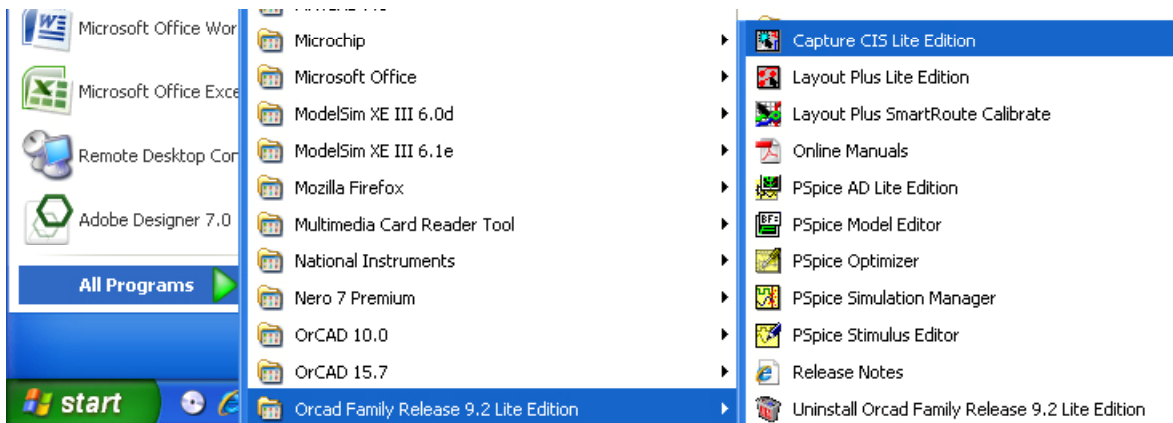 Microsoft Office Wor
Microsoft Office Exce
Remote Desktop Cor
Adobe Designer 7.0
All Programs
start
Microchip
Microsoft Office
ModelSim XE III 6.0d
ModelSim XE III 6.1e
Mozilla Firefox
Multimedia Card Reader Tool
National Instruments
Nero 7 Premium
OrCAD 10.0
OrCAD 15.7
Orcad Family Release 9.2 Lite Edition
Capture CIS Lite Edition
Layout Plus Lite Edition
Layout Plus SmartRoute Calibrate
Online Manuals
PSpice AD Lite Edition
PSpice Model Editor
PSpice Optimizer
PSpice Simulation Manager
PSpice Stimulus Editor
Release Notes
Uninstall Orcad Family Release 9.2 Lite Edition